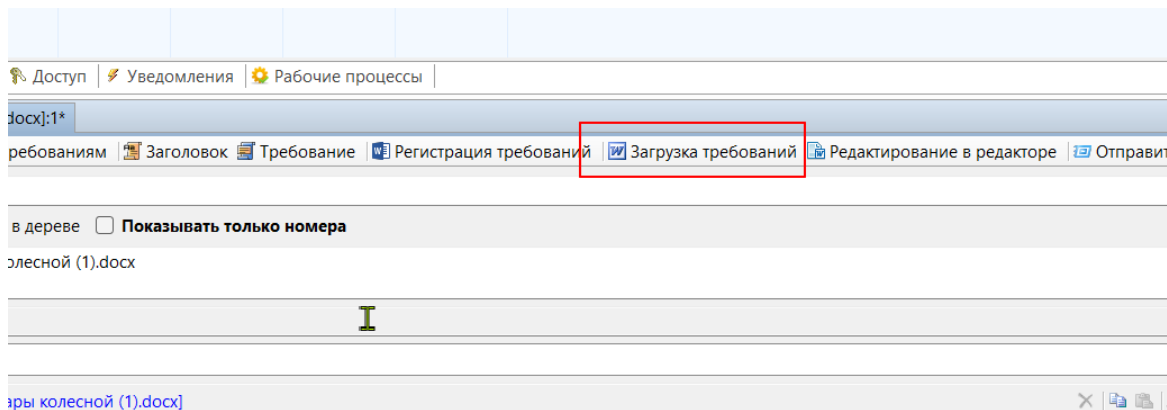 Доступ Уведомления Рабочие процессы
docx]:1*
ребованиям Заголовок Требование Регистрация требований Загрузка требований Редактирование в редакторе Отправит
в дереве Показывать только номера
олесной (1).docx
ары колесной (1).docx]